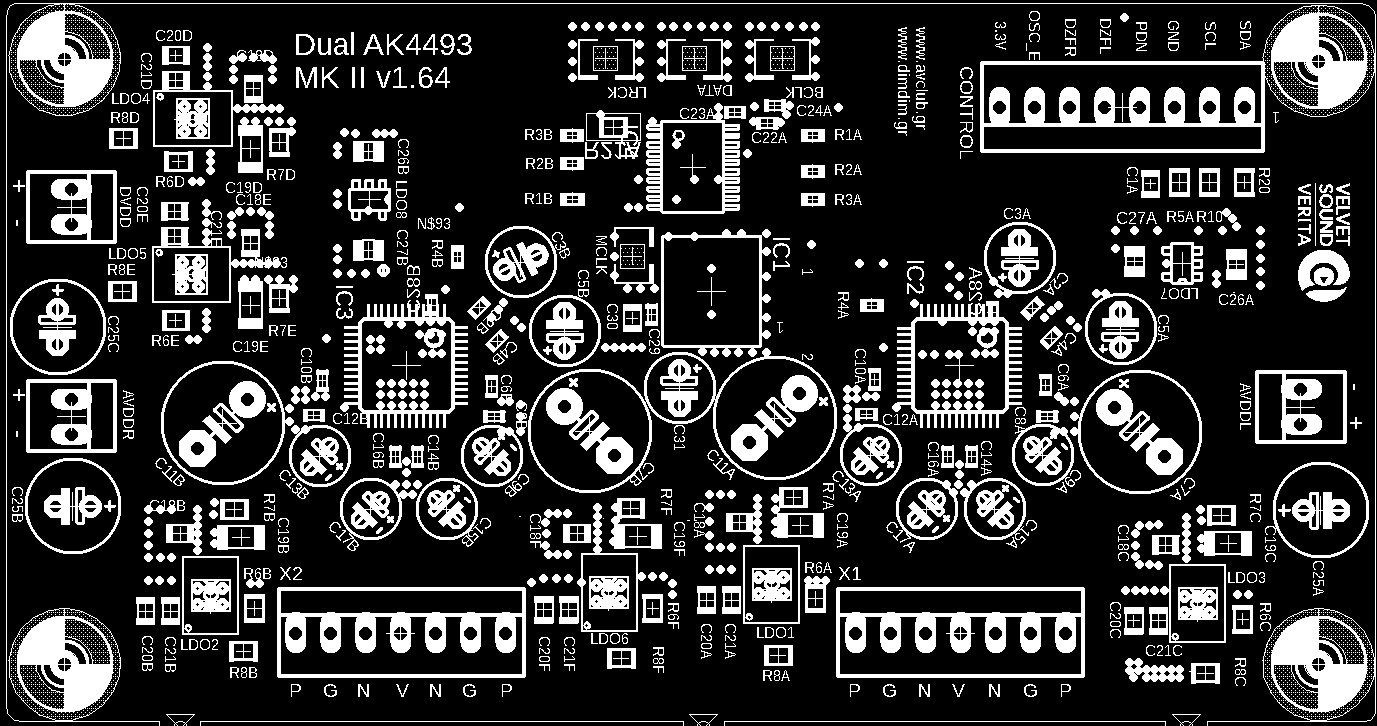 Dual AK4493
MK II v1.64
www.avclub.gr
www.dimdim.gr
LRCK
DATA
BCLK
3.3V
OSC_E
DZFR
DZFL
PDN
GND
SCL
SDA
CONTROL
1
C20D
C18D
C21D
LDO4
R8D
R6D
R7D
C19D
C18E
C20E
C21E
+
DVDD
-
LDO5
R8E
R6E
R7E
C19E
C25C
+
AVDDR
-
C25B
C26B
LDO8
C27B
N$93
R4B
R3B
R2B
R1B
C23A
C24A
C22A
R1A
R2A
R3A
C3B
C5B
MCLK
C30
C29
IC1
1
1
2
C31
IC3
C4B
C10B
C12B
C11B
C13B
C16B
C14B
C17B
C15B
C9B
C7B
IC2
R4A
C3A
C2A
C4A
C5A
C6A
C8A
C10A
C12A
C11A
C13A
C16A
C14A
C17A
C15A
C9A
C7A
C1A
R20
C27A
R5A
R10
LDO7
C26A
VELVET
SOUND
VERITA
-
AVDDL
+
C25A
C18B
R7B
C19B
R6B
LDO2
C20B
C21B
R8B
X2
P G N V N G P
C18F
R7F
C19F
LDO6
R6F
C20F
C21F
R8F
C18A
R7A
C19A
R6A
LDO1
C20A
C21A
R8A
X1
P G N V N G P
C18C
R7C
C19C
LDO3
R6C
C20C
C21C
R8C